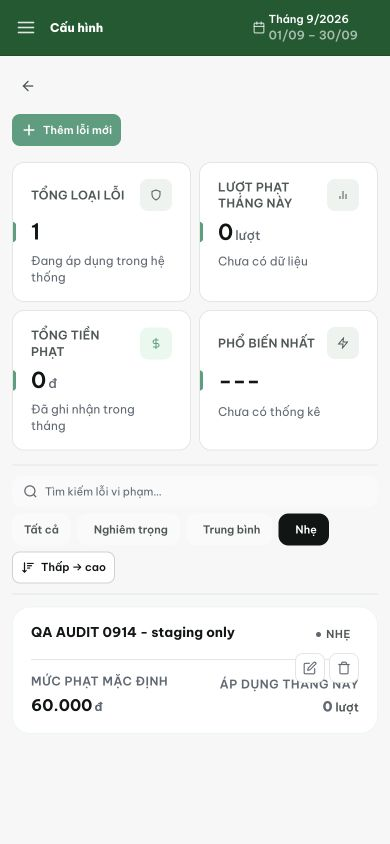 Cấu hình
Tháng 9/2026
01/09 – 30/09
Thêm lỗi mới
TỔNG LOẠI LỖI
1
Đang áp dụng trong hệ
thống
LƯỢT PHẠT
THÁNG NÀY
0 lượt
Chưa có dữ liệu
TỔNG TIỀN
PHẠT
0 đ
Đã ghi nhận trong
tháng
PHỔ BIẾN NHẤT
---
Chưa có thống kê
Tìm kiếm lỗi vi phạm...
Tất cả
Nghiêm trọng
Trung bình
Nhẹ
Thấp → cao
QA AUDIT 0914 - staging only
NHẸ
MỨC PHẠT MẶC ĐỊNH
60.000 đ
ÁP DỤNG THÁNG NÀY
0 lượt